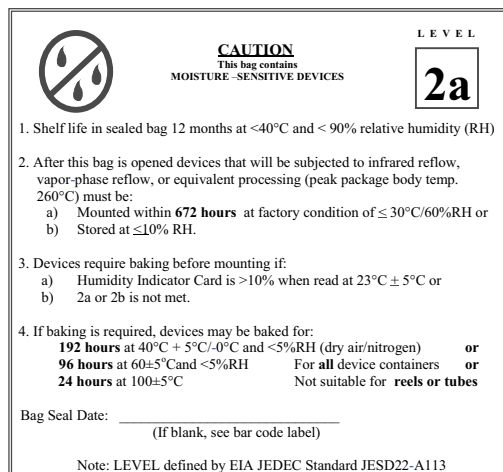 L E V E L
CAUTION
This bag contains
MOISTURE –SENSITIVE DEVICES
2a
1. Shelf life in sealed bag 12 months at <40°C and < 90% relative humidity (RH)
2. After this bag is opened devices that will be subjected to infrared reflow,
vapor-phase reflow, or equivalent processing (peak package body temp.
260°C) must be:
a) Mounted within 672 hours at factory condition of ≤ 30°C/60%RH or
b) Stored at ≤10% RH.
3. Devices require baking before mounting if:
a) Humidity Indicator Card is >10% when read at 23°C ± 5°C or
b) 2a or 2b is not met.
4. If baking is required, devices may be baked for:
192 hours at 40°C + 5°C/-0°C and <5%RH (dry air/nitrogen) or
96 hours at 60±5°Cand <5%RH For all device containers or
24 hours at 100±5°C Not suitable for reels or tubes
Bag Seal Date: ________________________________
(If blank, see bar code label)
Note: LEVEL defined by EIA JEDEC Standard JESD22-A113